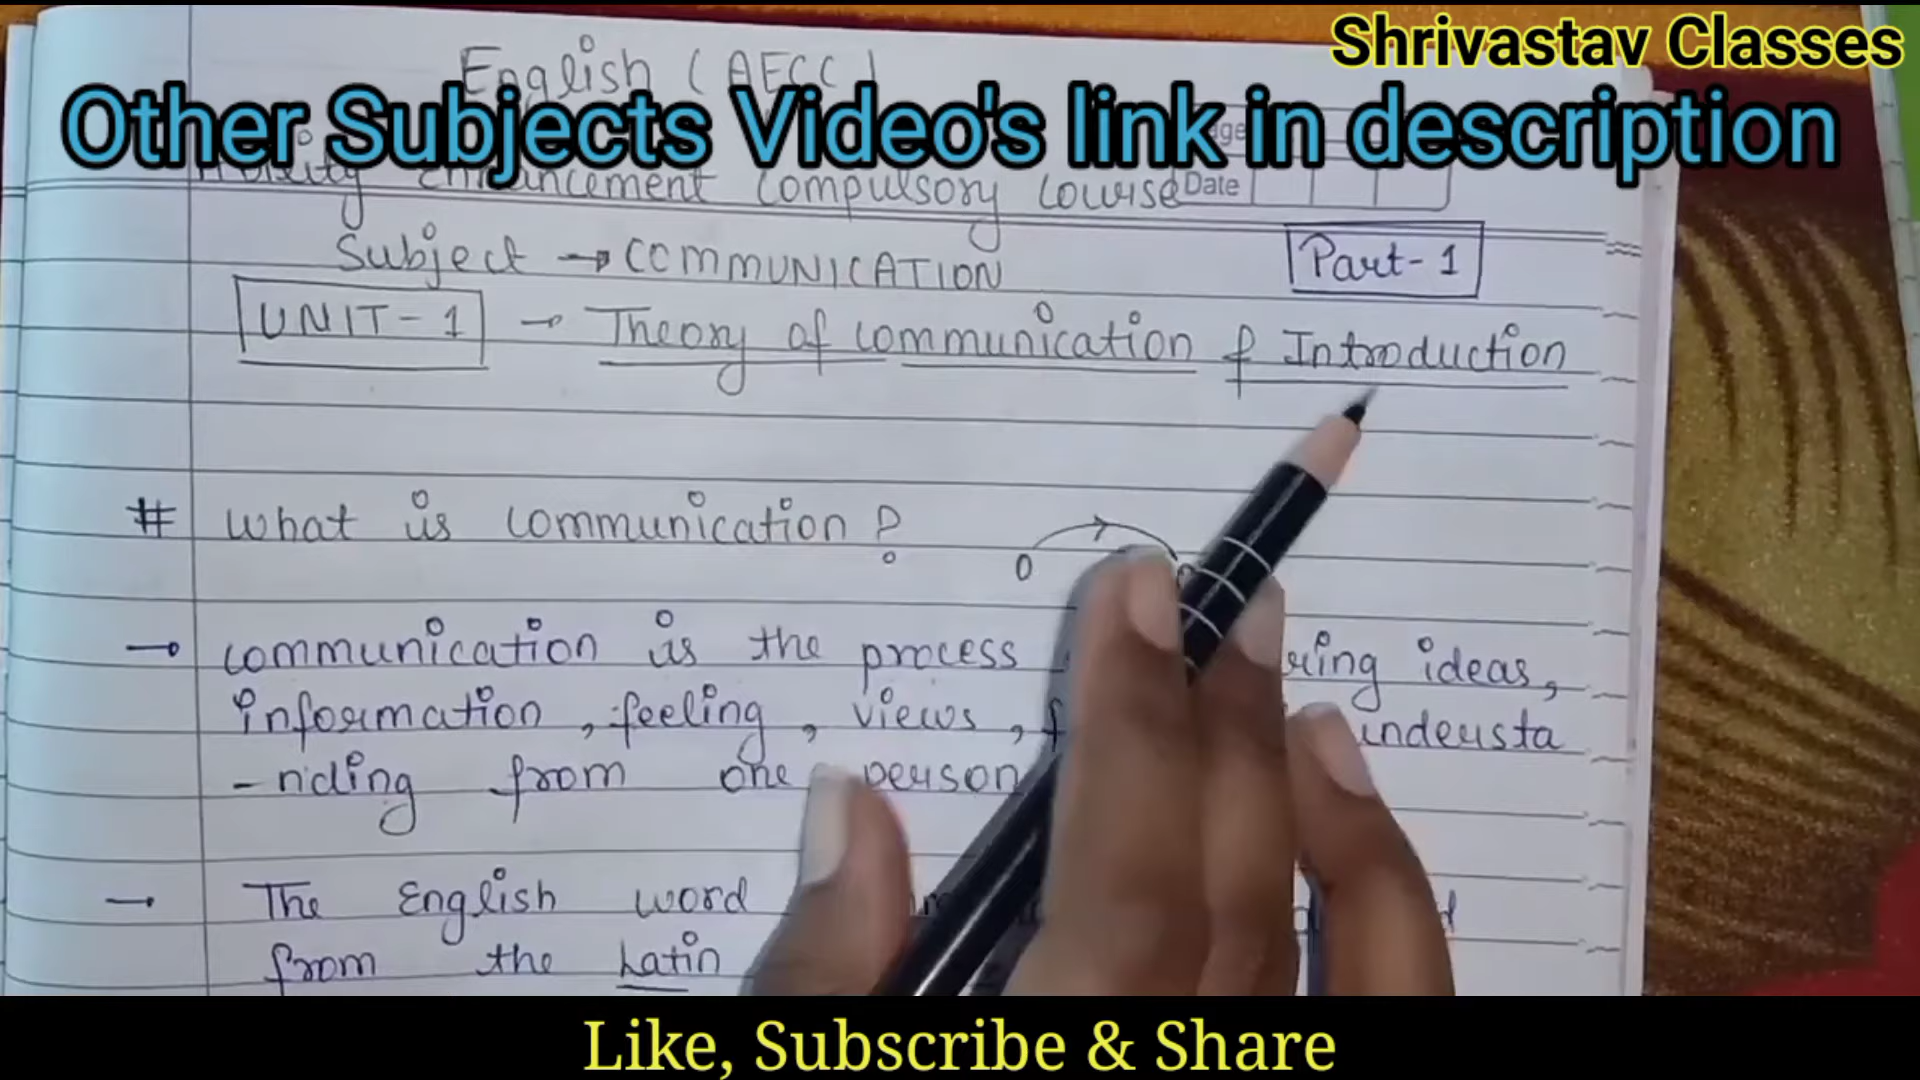 Shrivastav Classes
English (AECC)
Other Subjects Video's link in description
Ability Enhancement Compulsory Course Date
Subject → COMMUNICATION
Part-1
UNIT-1 → Theory of Communication & Introduction
# What is Communication?
→ Communication is the process ideas,
information, feeling, views,
-nding from one person
→ The English word
from the Latin
Like, Subscribe & Share